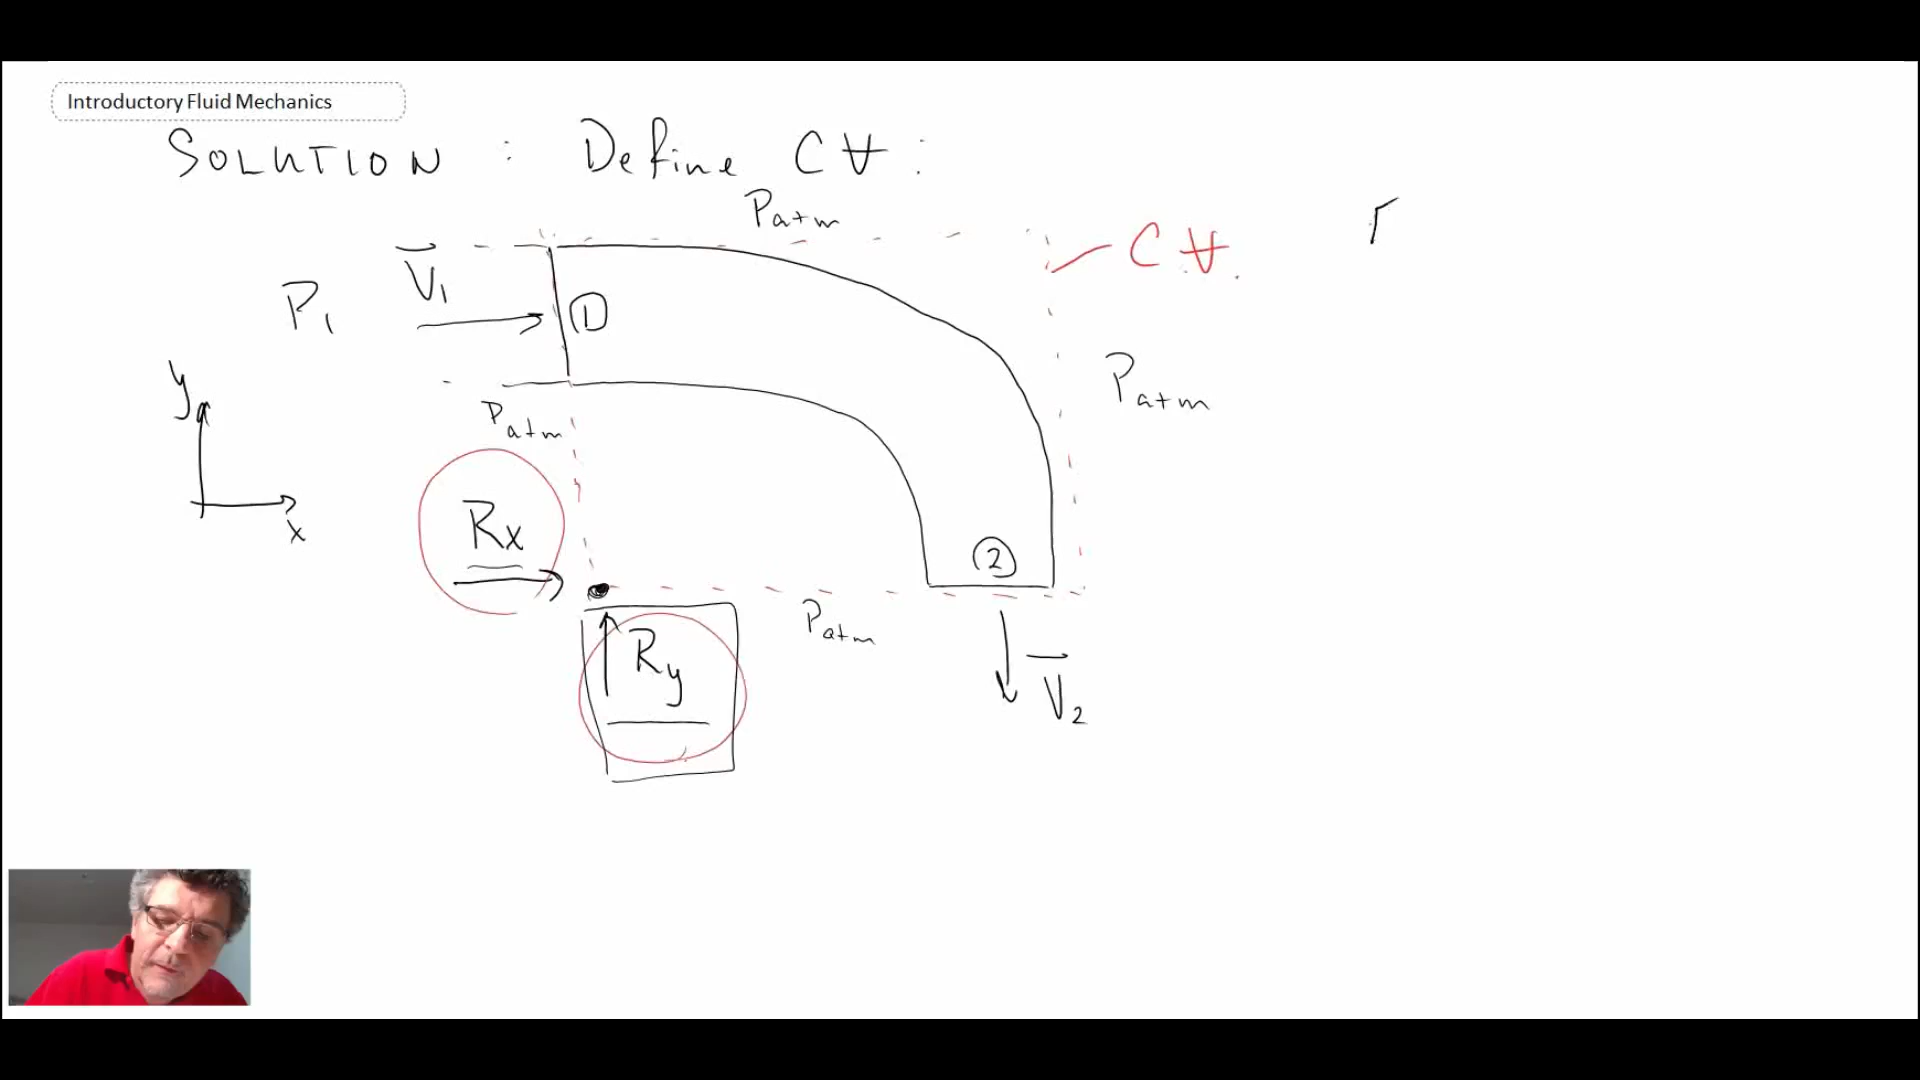 Introductory Fluid Mechanics
SOLUTION : Define C∀ :
Patm
C∀.
V1
P1
1
y
Patm
Patm
Rx
x
2
Patm
Ry
V2